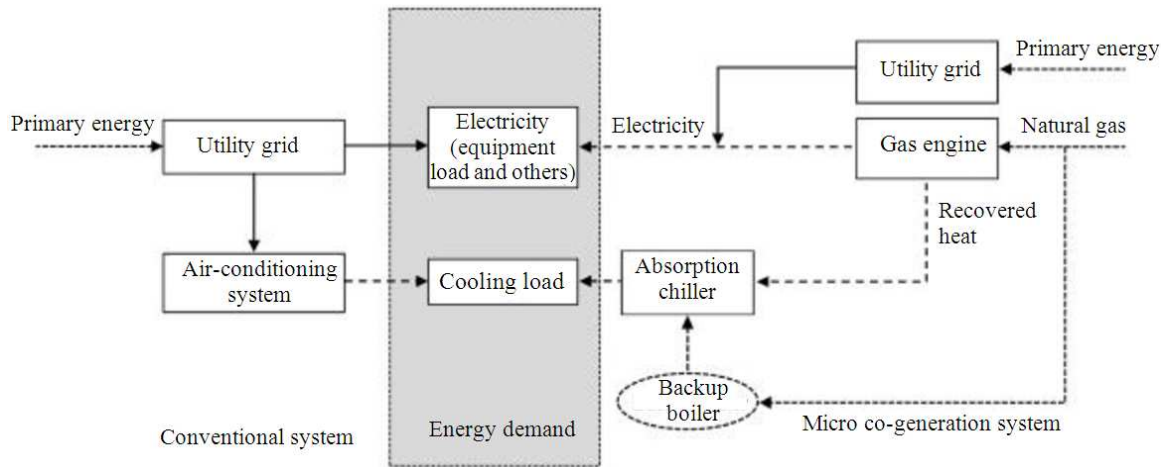 Primary energy
Utility grid
Air-conditioning
system
Conventional system
Electricity
(equipment
load and others)
Cooling load
Energy demand
Electricity
Utility grid
Primary energy
Gas engine
Natural gas
Recovered
heat
Absorption
chiller
Backup
boiler
Micro co-generation system